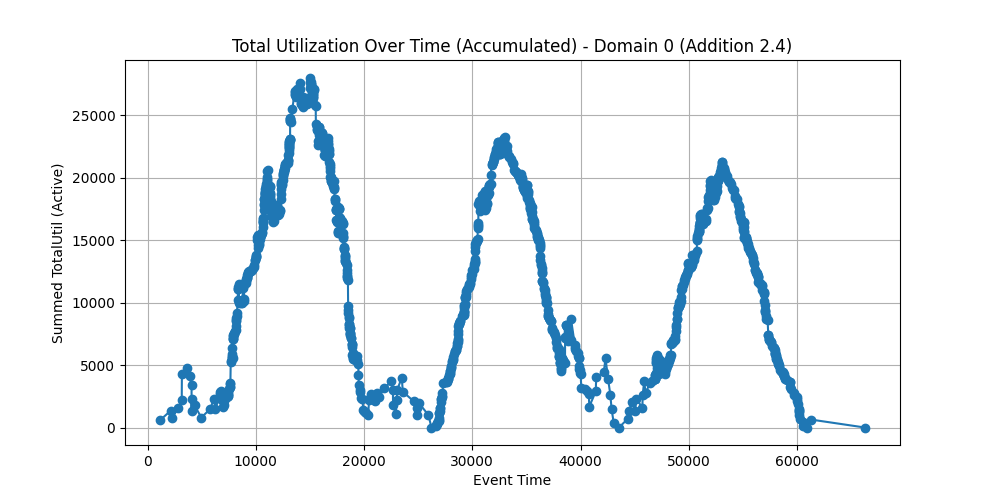 Total Utilization Over Time (Accumulated) - Domain 0 (Addition 2.4)
Summed TotalUtil (Active)
25000
20000
15000
10000
5000
0
0 10000 20000 30000 40000 50000 60000
Event Time